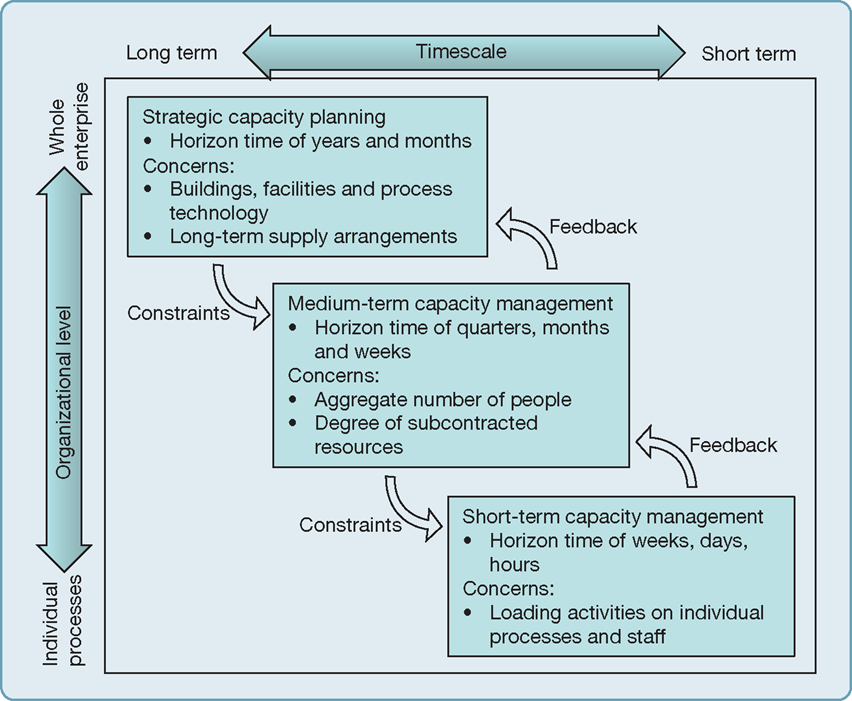 Long term
Timescale
Short term
Whole
enterprise
Organizational level
Individual
processes
Strategic capacity planning
• Horizon time of years and months
Concerns:
• Buildings, facilities and process
technology
• Long-term supply arrangements
Feedback
Constraints
Medium-term capacity management
• Horizon time of quarters, months
and weeks
Concerns:
• Aggregate number of people
• Degree of subcontracted
resources
Feedback
Constraints
Short-term capacity management
• Horizon time of weeks, days,
hours
Concerns:
• Loading activities on individual
processes and staff